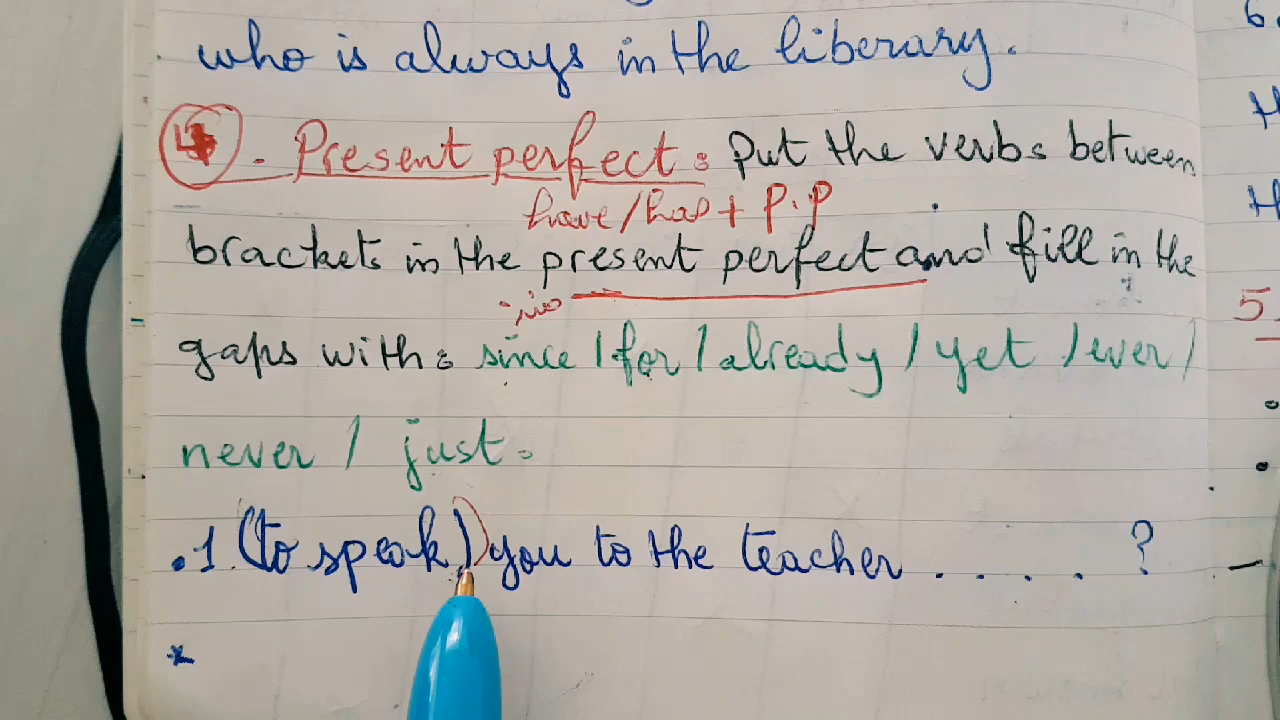 who is always in the liberary.
4. Present perfect: Put the verbs between
have/has + P.P
brackets in the present perfect and fill in the
منذ
gaps with: since / for / already / yet / ever /
never / just.
.1 (to speak) you to the teacher . . . . ?
*
6.
H
H
5.